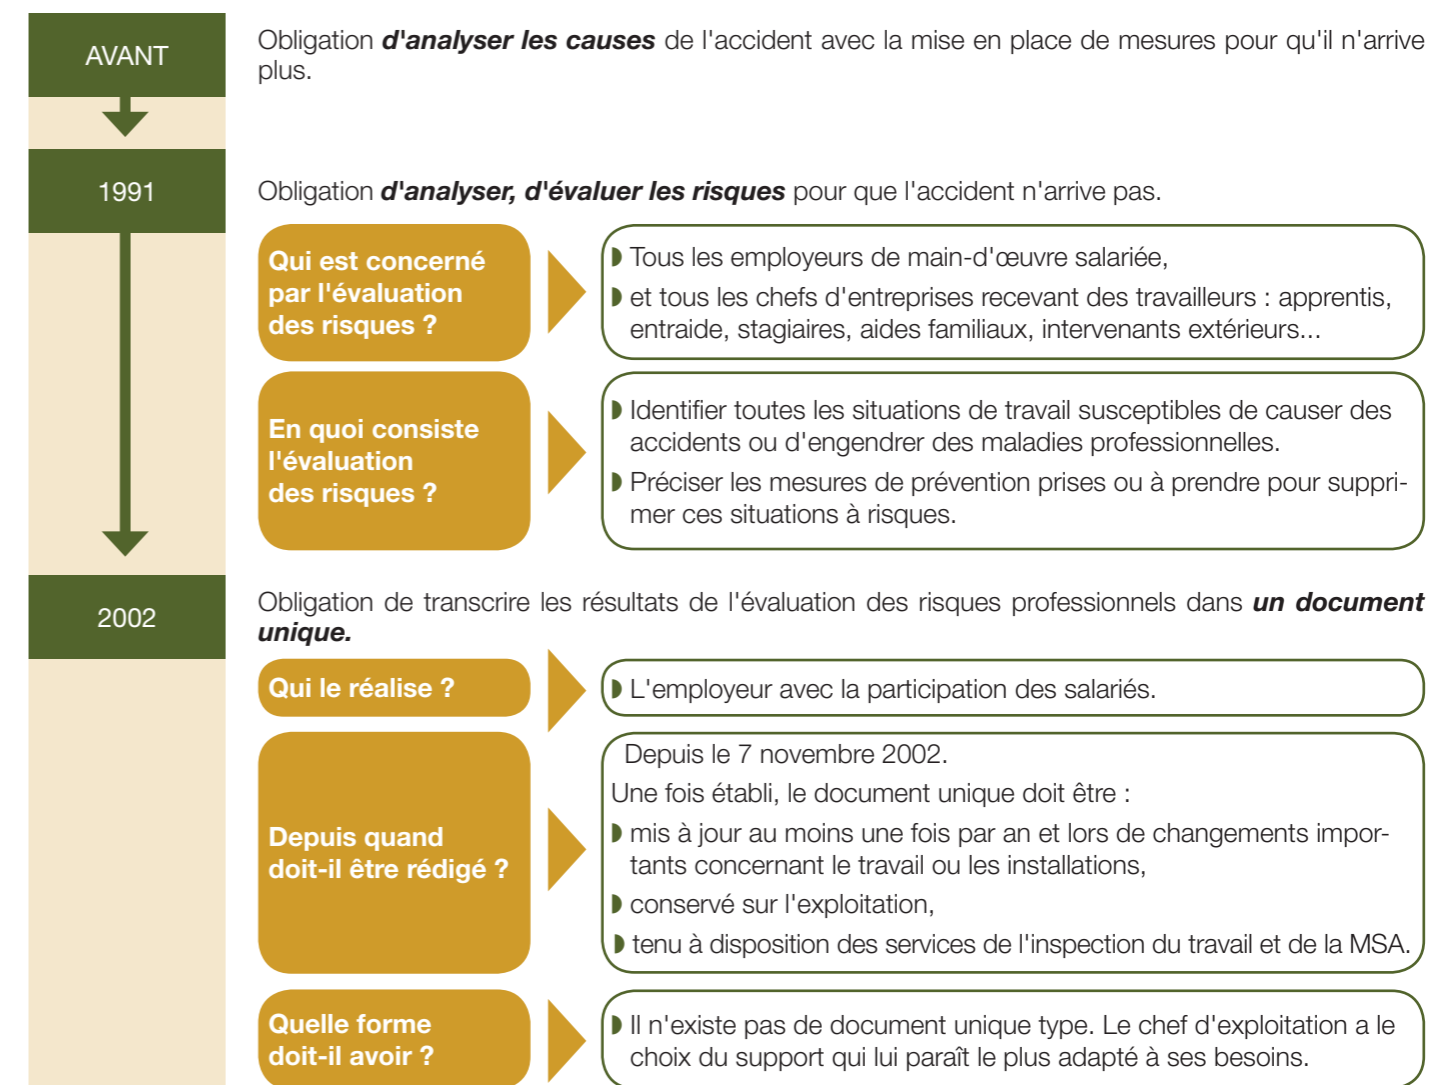 AVANT
Obligation d'analyser les causes de l'accident avec la mise en place de mesures pour qu'il n'arrive
plus.
1991
Obligation d'analyser, d'évaluer les risques pour que l'accident n'arrive pas.
Qui est concerné
par l'évaluation
des risques ?
Tous les employeurs de main-d'œuvre salariée,
et tous les chefs d'entreprises recevant des travailleurs : apprentis,
entraide, stagiaires, aides familiaux, intervenants extérieurs...
En quoi consiste
l'évaluation
des risques ?
Identifier toutes les situations de travail susceptibles de causer des
accidents ou d'engendrer des maladies professionnelles.
Préciser les mesures de prévention prises ou à prendre pour suppri-
mer ces situations à risques.
2002
Obligation de transcrire les résultats de l'évaluation des risques professionnels dans un document
unique.
Qui le réalise ?
L'employeur avec la participation des salariés.
Depuis quand
doit-il être rédigé ?
Depuis le 7 novembre 2002.
Une fois établi, le document unique doit être :
mis à jour au moins une fois par an et lors de changements impor-
tants concernant le travail ou les installations,
conservé sur l'exploitation,
tenu à disposition des services de l'inspection du travail et de la MSA.
Quelle forme
doit-il avoir ?
Il n'existe pas de document unique type. Le chef d'exploitation a le
choix du support qui lui paraît le plus adapté à ses besoins.